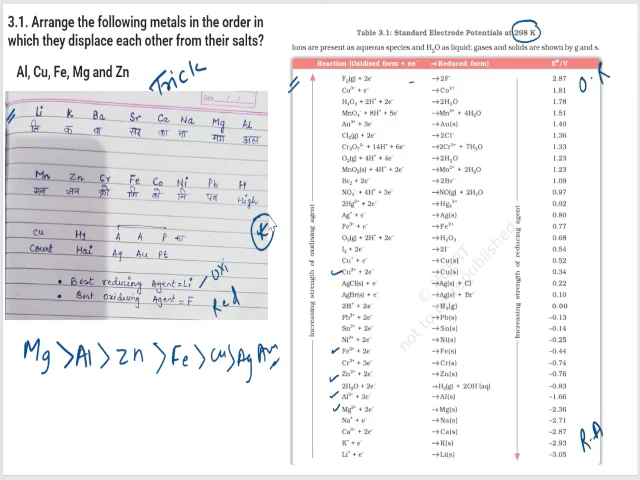 3.1. Arrange the following metals in the order in
which they displace each other from their salts?
Al, Cu, Fe, Mg and Zn
Trick
Date
Li K Ba Sr Ca Na Mg Al
लि क बा सर का ना मग अल
Mn Zn Cr Fe Co Ni Pb H
मन जन क्रो फि को नि पब High
Cu Hg A A P का
Count Hai Ag Au Pt
K
• Best reducing Agent = Li oxi
• Best oxidizing Agent = F Red
Mg > Al > Zn > Fe > Cu > Ag
Table 3.1: Standard Electrode Potentials at 298 K
Ions are present as aqueous species and H₂O as liquid; gases and solids are shown by g and s.
Reaction (Oxidised form + ne⁻ → Reduced form) E°/V
F₂(g) + 2e⁻ → 2F⁻ 2.87
Co³⁺ + e⁻ → Co²⁺ 1.81
H₂O₂ + 2H⁺ + 2e⁻ → 2H₂O 1.78
MnO₄⁻ + 8H⁺ + 5e⁻ → Mn²⁺ + 4H₂O 1.51
Au³⁺ + 3e⁻ → Au(s) 1.40
Cl₂(g) + 2e⁻ → 2Cl⁻ 1.36
Cr₂O₇²⁻ + 14H⁺ + 6e⁻ → 2Cr³⁺ + 7H₂O 1.33
O₂(g) + 4H⁺ + 4e⁻ → 2H₂O 1.23
MnO₂(s) + 4H⁺ + 2e⁻ → Mn²⁺ + 2H₂O 1.23
Br₂ + 2e⁻ → 2Br⁻ 1.09
NO₃⁻ + 4H⁺ + 3e⁻ → NO(g) + 2H₂O 0.97
2Hg²⁺ + 2e⁻ → Hg₂²⁺ 0.92
Ag⁺ + e⁻ → Ag(s) 0.80
Fe³⁺ + e⁻ → Fe²⁺ 0.77
O₂(g) + 2H⁺ + 2e⁻ → H₂O₂ 0.68
I₂ + 2e⁻ → 2I⁻ 0.54
Cu⁺ + e⁻ → Cu(s) 0.52
Cu²⁺ + 2e⁻ → Cu(s) 0.34
AgCl(s) + e⁻ → Ag(s) + Cl⁻ 0.22
AgBr(s) + e⁻ → Ag(s) + Br⁻ 0.10
2H⁺ + 2e⁻ → H₂(g) 0.00
Pb²⁺ + 2e⁻ → Pb(s) −0.13
Sn²⁺ + 2e⁻ → Sn(s) −0.14
Ni²⁺ + 2e⁻ → Ni(s) −0.25
Fe²⁺ + 2e⁻ → Fe(s) −0.44
Cr³⁺ + 3e⁻ → Cr(s) −0.74
Zn²⁺ + 2e⁻ → Zn(s) −0.76
2H₂O + 2e⁻ → H₂(g) + 2OH⁻(aq) −0.83
Al³⁺ + 3e⁻ → Al(s) −1.66
Mg²⁺ + 2e⁻ → Mg(s) −2.36
Na⁺ + e⁻ → Na(s) −2.71
Ca²⁺ + 2e⁻ → Ca(s) −2.87
K⁺ + e⁻ → K(s) −2.93
Li⁺ + e⁻ → Li(s) −3.05
Increasing strength of oxidising agent
Increasing strength of reducing agent
O.R
R.A
not to be republished